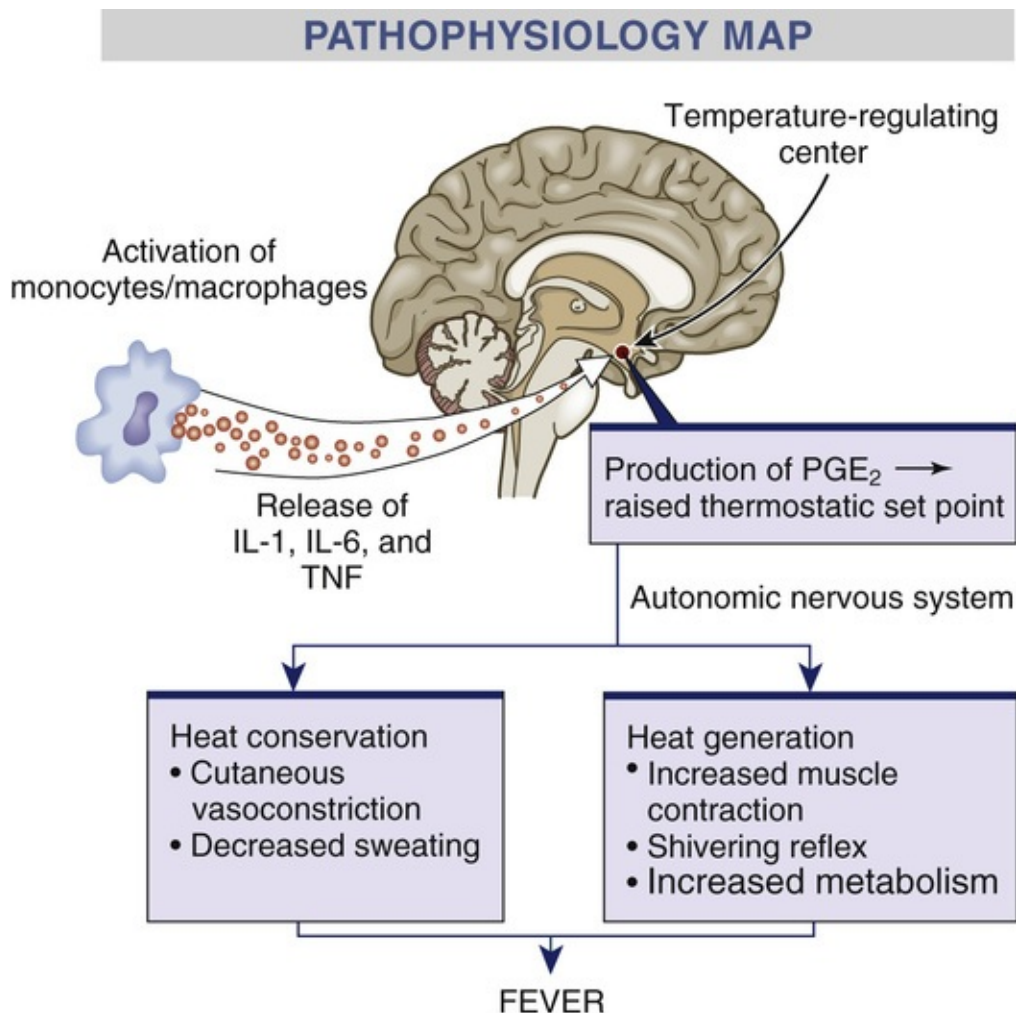 PATHOPHYSIOLOGY MAP
Temperature-regulating
center
Activation of
monocytes/macrophages
Release of
IL-1, IL-6, and
TNF
Production of PGE₂ →
raised thermostatic set point
Autonomic nervous system
Heat conservation
• Cutaneous
vasoconstriction
• Decreased sweating
Heat generation
• Increased muscle
contraction
• Shivering reflex
• Increased metabolism
FEVER